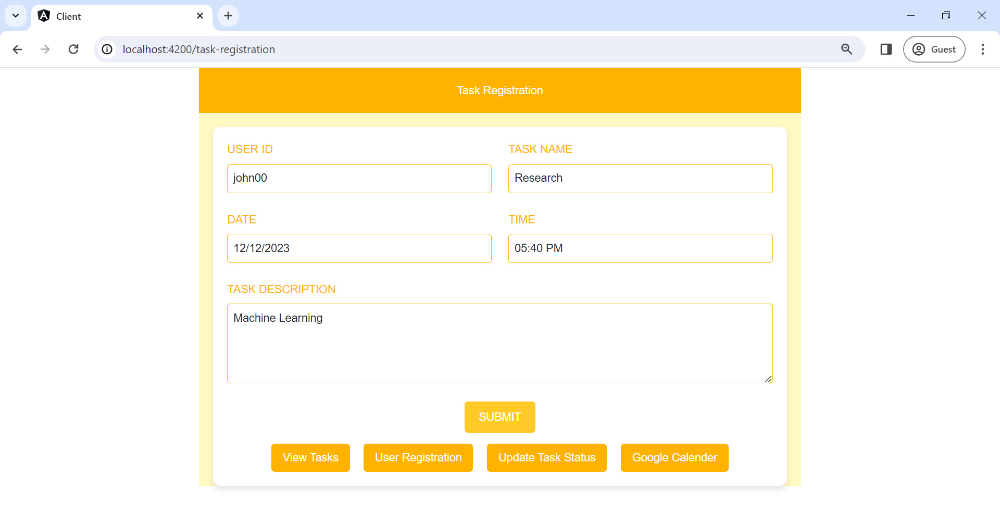 Client
localhost:4200/task-registration
Guest
Task Registration
USER ID
TASK NAME
john00
Research
DATE
TIME
12/12/2023
05:40 PM
TASK DESCRIPTION
Machine Learning
SUBMIT
View Tasks
User Registration
Update Task Status
Google Calender